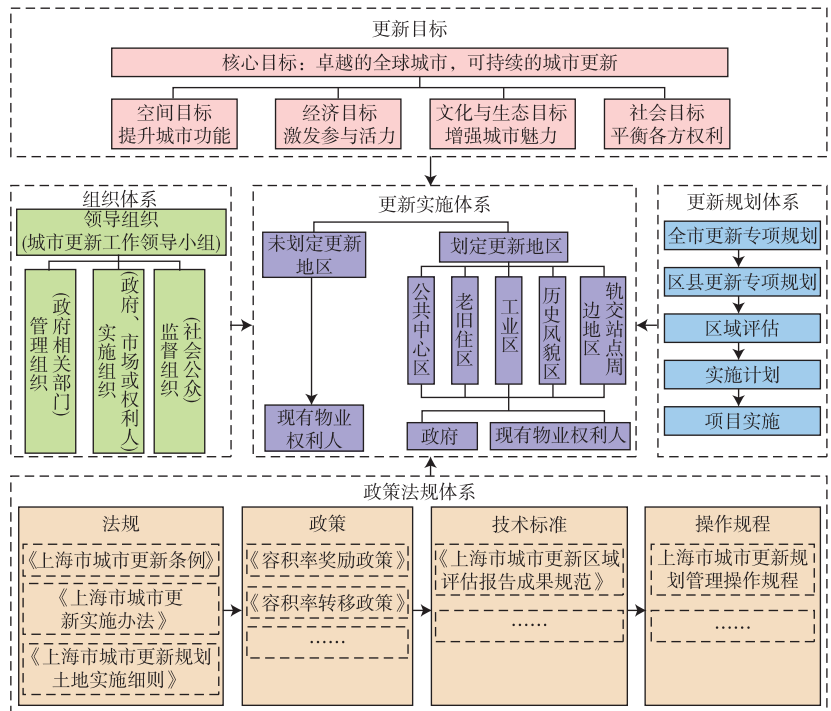 更新目标
核心目标：卓越的全球城市，可持续的城市更新
空间目标
提升城市功能
经济目标
激发参与活力
文化与生态目标
增强城市魅力
社会目标
平衡各方权利
组织体系
领导组织
(城市更新工作领导小组)
管理组织
(政府相关部门)
实施组织
(政府、市场或权利人)
监督组织
(社会公众)
更新实施体系
未划定更新
地区
现有物业
权利人
划定更新地区
公共中心区
老旧住区
工业区
历史风貌区
轨交站点周
边地区
政府
现有物业权利人
更新规划体系
全市更新专项规划
区县更新专项规划
区域评估
实施计划
项目实施
政策法规体系
法规
《上海市城市更新条例》
《上海市城市更
新实施办法》
《上海市城市更新规划
土地实施细则》
政策
《容积率奖励政策》
《容积率转移政策》
……
技术标准
《上海市城市更新区域
评估报告成果规范》
……
操作规程
上海市城市更新规
划管理操作规程
……